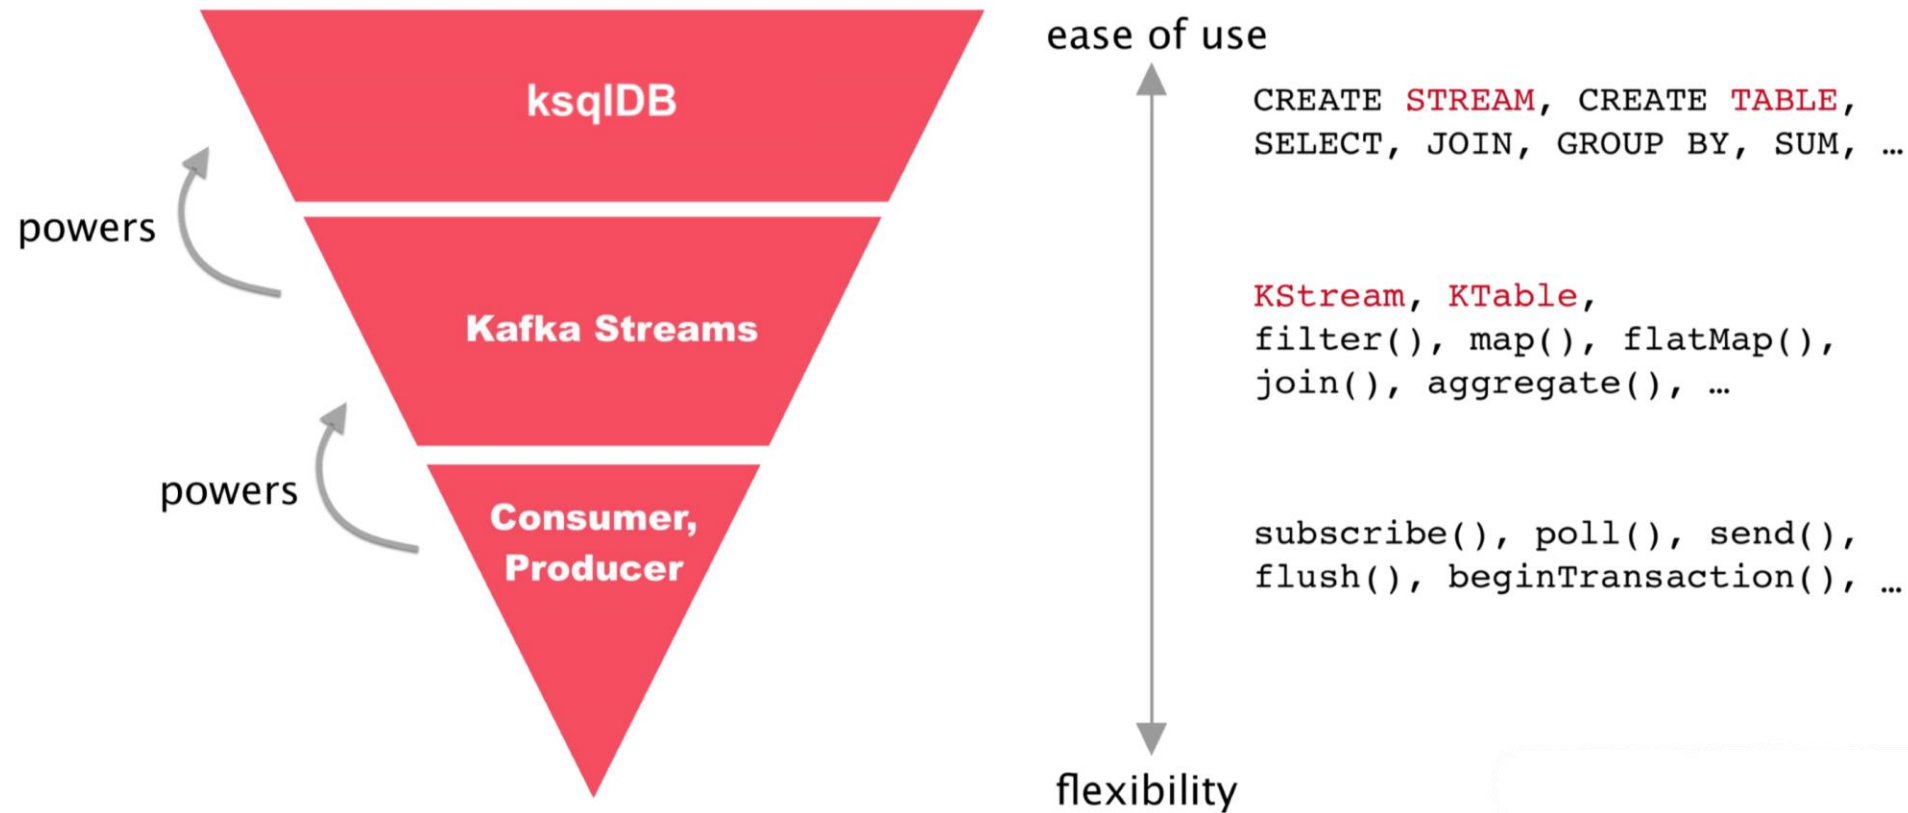 ksqlDB
powers
Kafka Streams
powers
Consumer,
Producer
ease of use
flexibility
CREATE STREAM, CREATE TABLE,
SELECT, JOIN, GROUP BY, SUM, …
KStream, KTable,
filter(), map(), flatMap(),
join(), aggregate(), …
subscribe(), poll(), send(),
flush(), beginTransaction(), …